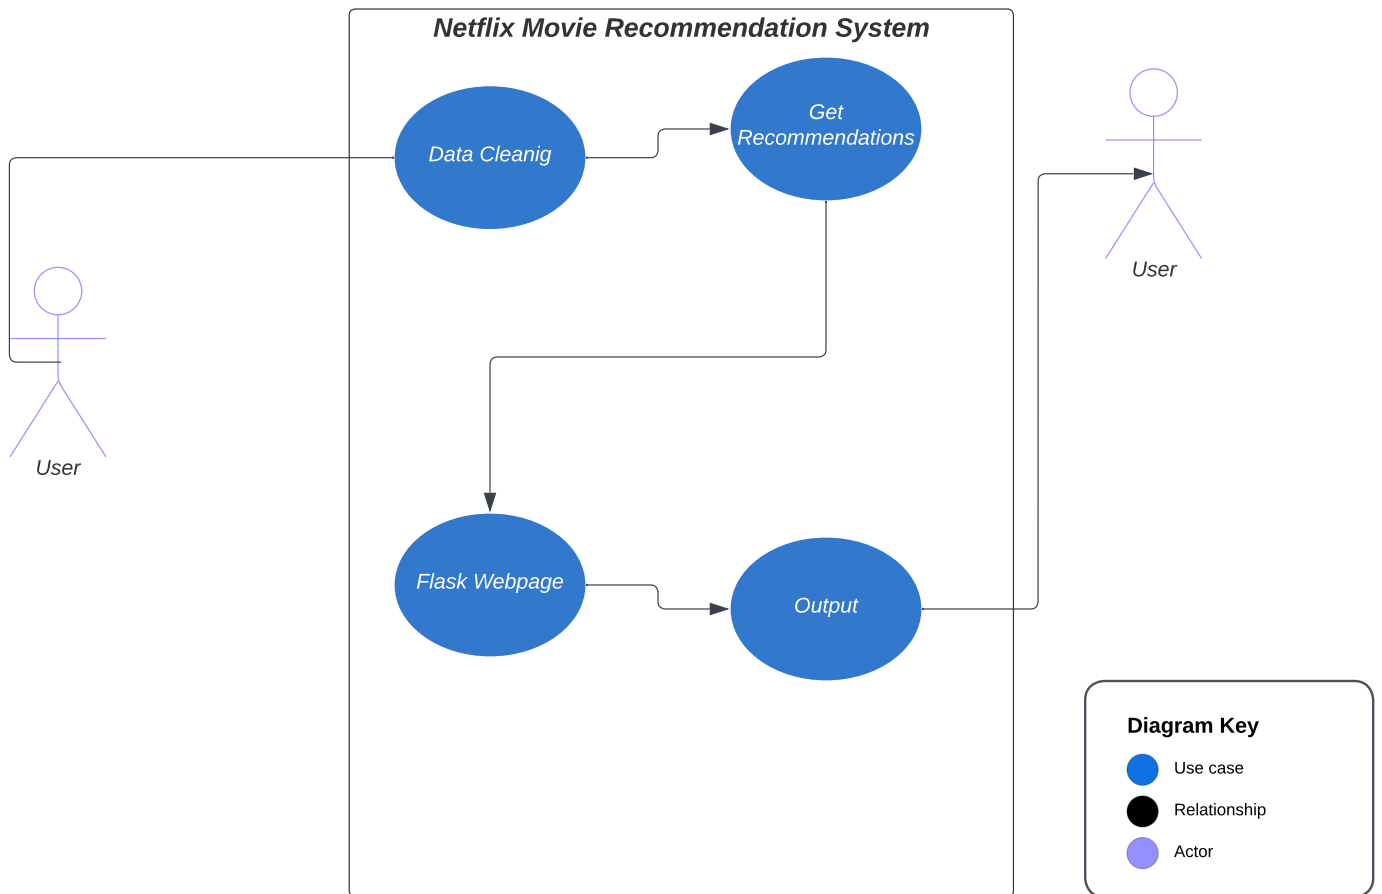 Netflix Movie Recommendation System
Data Cleanig
Get
Recommendations
User
User
Flask Webpage
Output
Diagram Key
Use case
Relationship
Actor